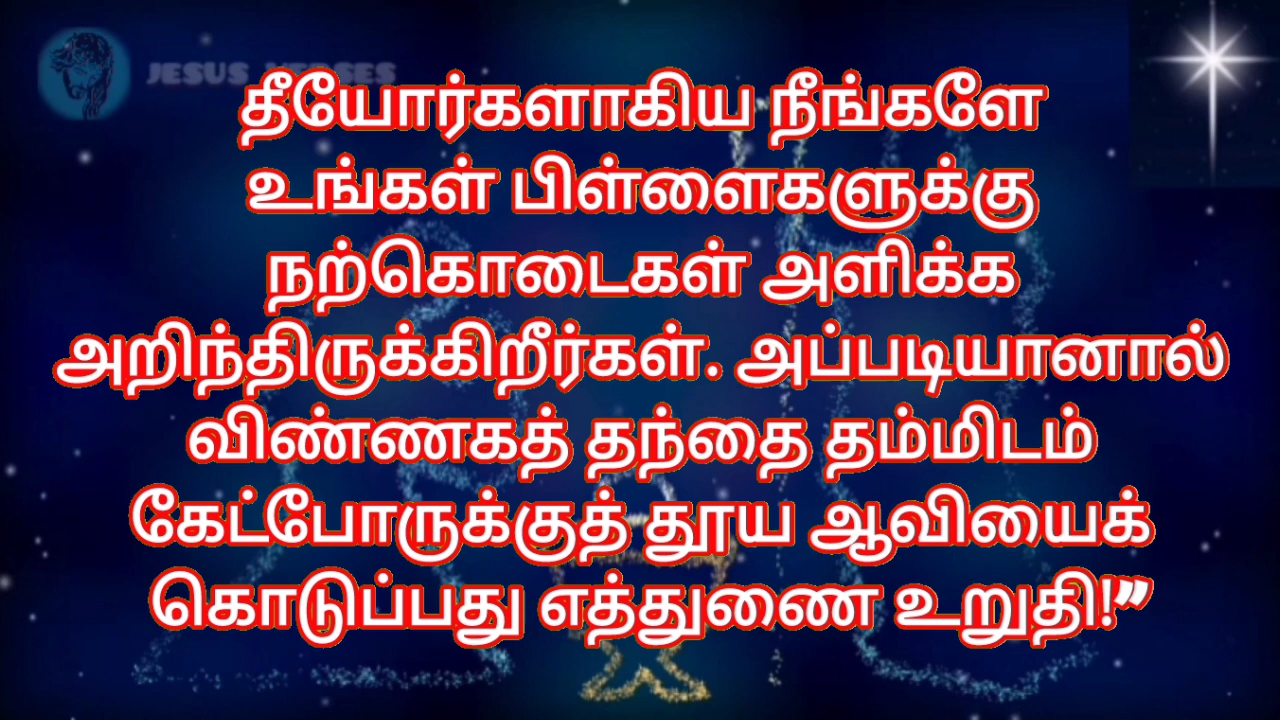 JESUS VERSES
தீயோர்களாகிய நீங்களே
உங்கள் பிள்ளைகளுக்கு
நற்கொடைகள் அளிக்க
அறிந்திருக்கிறீர்கள். அப்படியானால்
விண்ணகத் தந்தை தம்மிடம்
கேட்போருக்குத் தூய ஆவியைக்
கொடுப்பது எத்துணை உறுதி!”